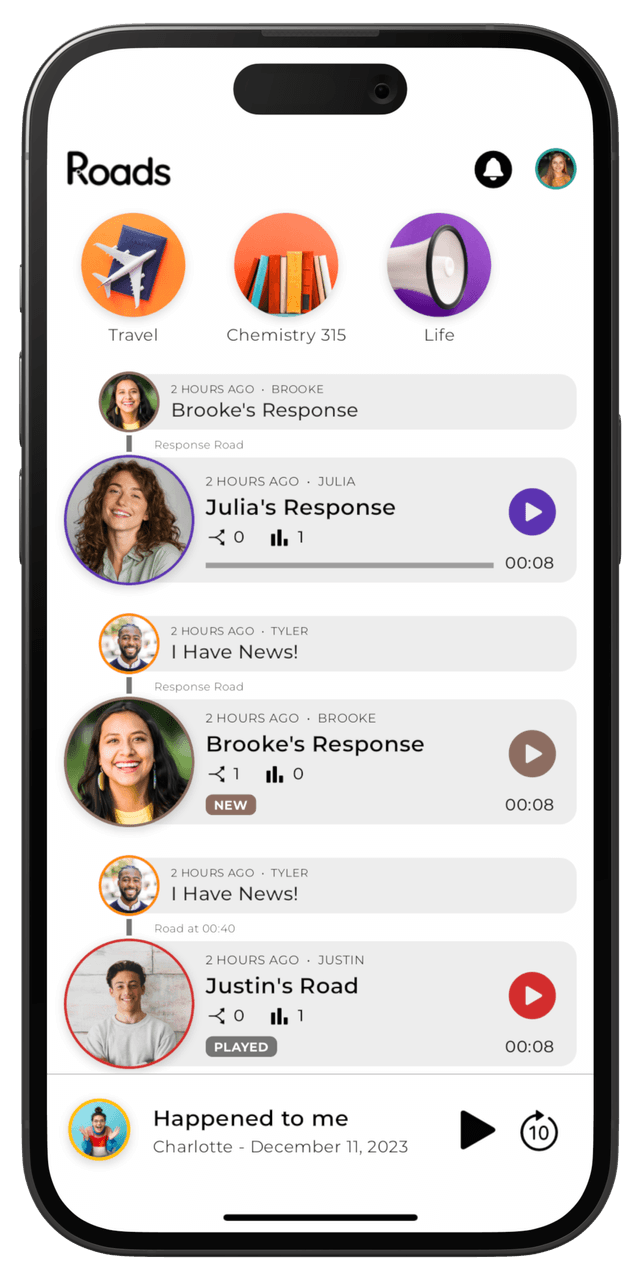 Roads
Travel
Chemistry 315
Life
2 HOURS AGO • BROOKE
Brooke's Response
Response Road
2 HOURS AGO • JULIA
Julia's Response
0 1
00:08
2 HOURS AGO • TYLER
I Have News!
Response Road
2 HOURS AGO • BROOKE
Brooke's Response
1 0
NEW
00:08
2 HOURS AGO • TYLER
I Have News!
Road at 00:40
2 HOURS AGO • JUSTIN
Justin's Road
0 1
PLAYED
00:08
Happened to me
10
Charlotte - December 11, 2023